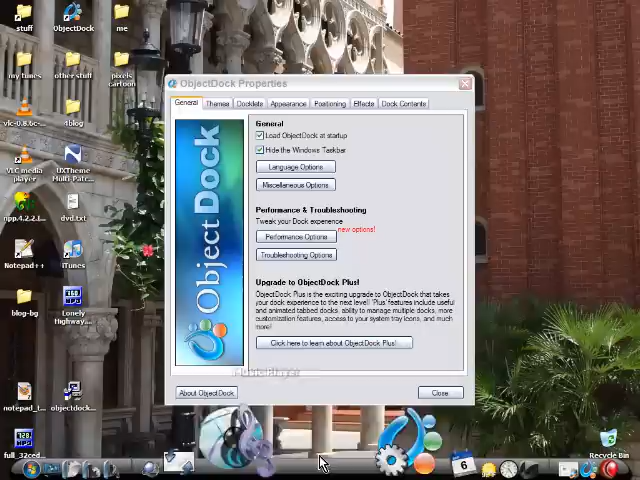 stuff
ObjectDock
me
my tunes
other stuff
pixels
cartoon
vlc-0.8.6c-...
4blog
VLC media
player
UXTheme
Multi-Patc...
npp.4.2.2.I...
dvd.txt
Notepad++
iTunes
blog-bg
Lonely
Highway...
notepad_t...
objectdock...
full_32ced...
Recycle Bin
ObjectDock Properties
General
Themes
Docklets
Appearance
Positioning
Effects
Dock Contents
ObjectDock
General
Load ObjectDock at startup
Hide the Windows Taskbar
Language Options
Miscellaneous Options
Performance & Troubleshooting
Tweak your Dock experience
new options!
Performance Options
Troubleshooting Options
Upgrade to ObjectDock Plus!
ObjectDock Plus is the exciting upgrade to ObjectDock that takes
your dock experience to the next level! 'Plus' features include useful
and animated tabbed docks, ability to manage multiple docks, more
customization features, access to your system tray icons, and much
more!
Click here to learn about ObjectDock Plus!
Music Player
About ObjectDock
Close
6